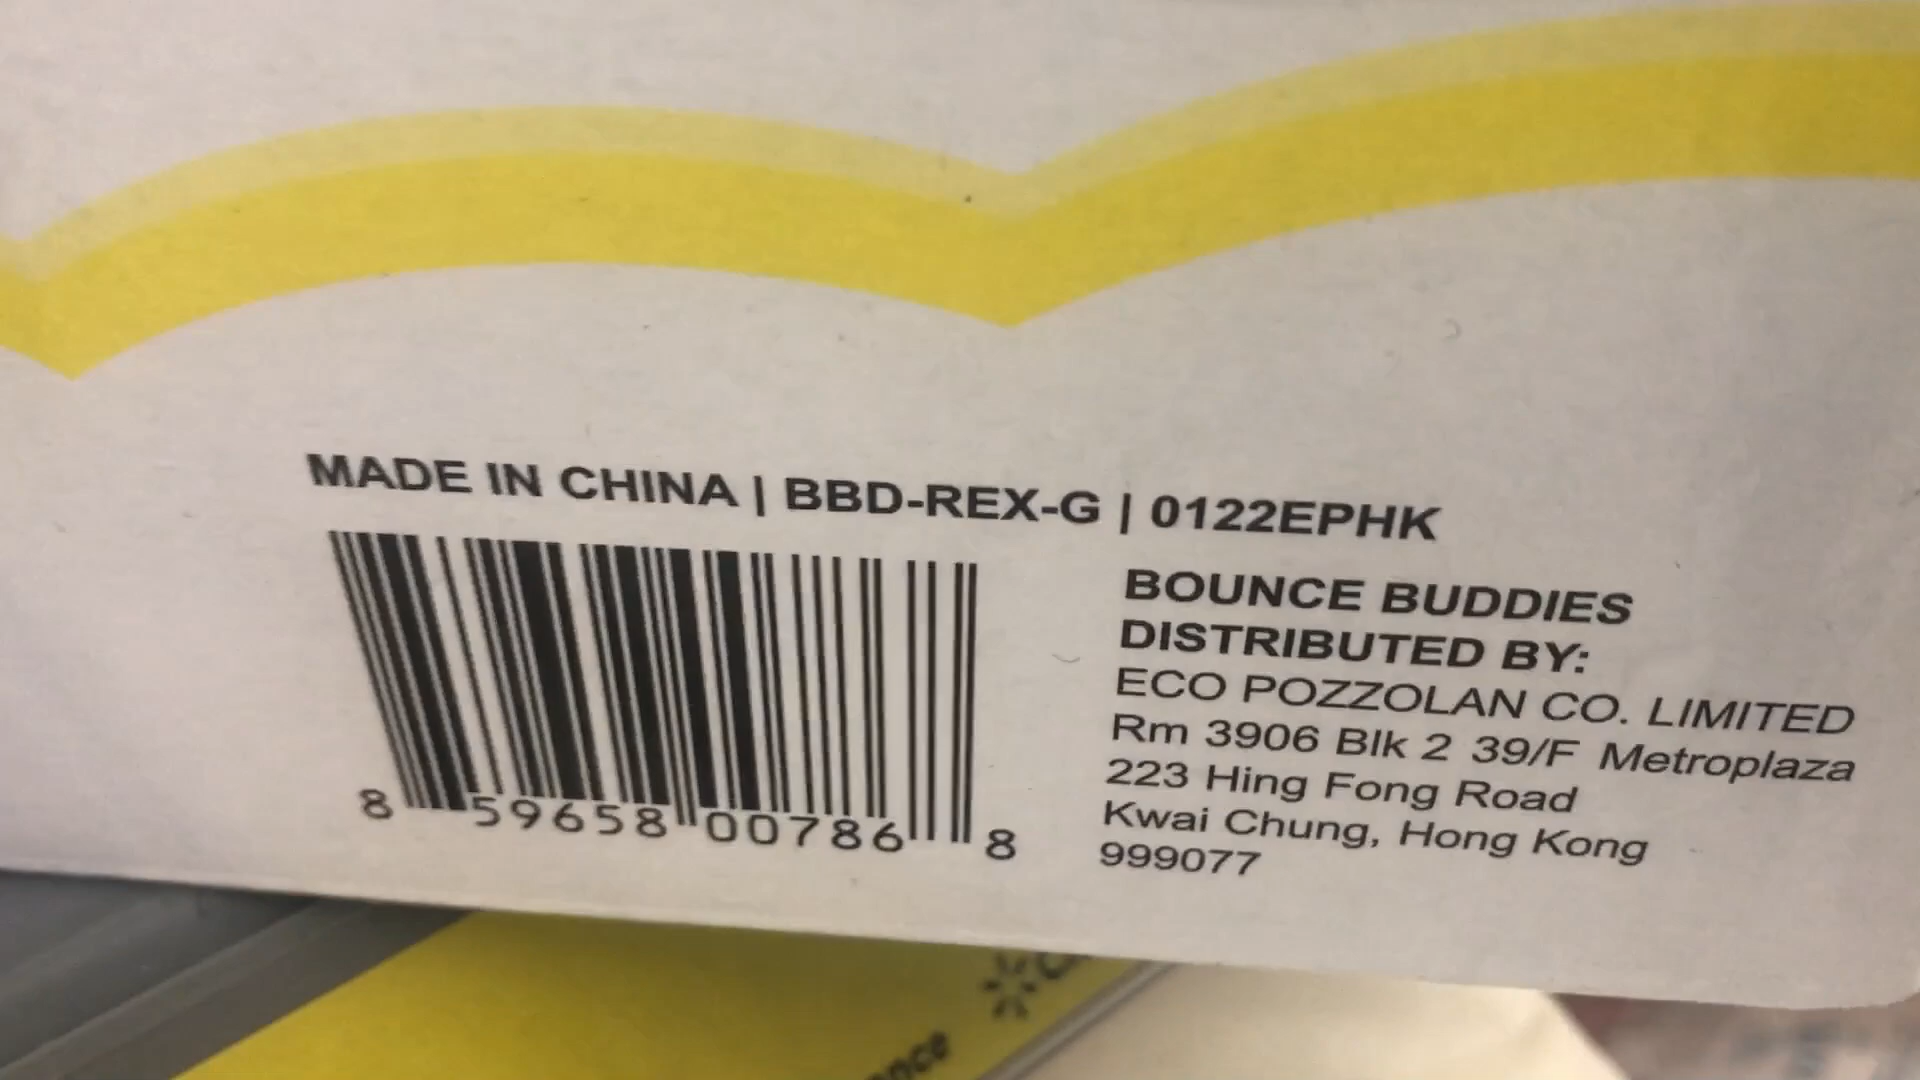 MADE IN CHINA | BBD-REX-G | 0122EPHK
8 59658 00786 8
BOUNCE BUDDIES
DISTRIBUTED BY:
ECO POZZOLAN CO. LIMITED
Rm 3906 Blk 2 39/F Metroplaza
223 Hing Fong Road
Kwai Chung, Hong Kong
999077